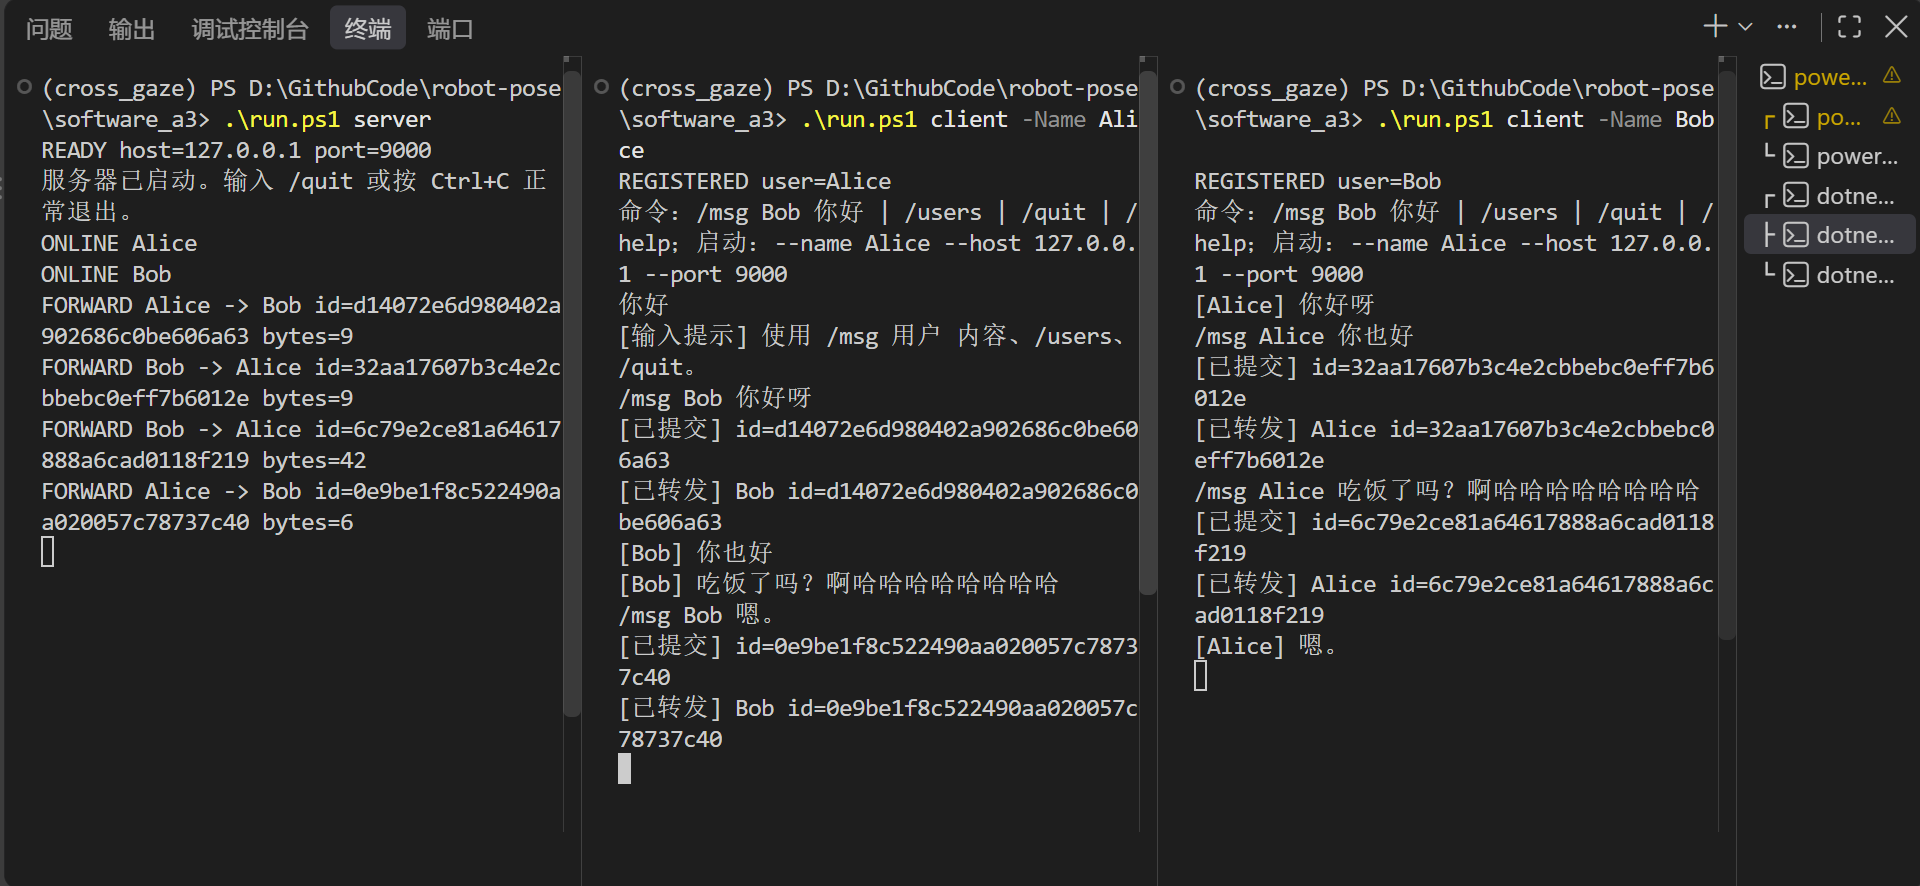 问题 输出 调试控制台 终端 端口
(cross_gaze) PS D:\GithubCode\robot-pose
\software_a3> .\run.ps1 server
READY host=127.0.0.1 port=9000
服务器已启动。输入 /quit 或按 Ctrl+C 正
常退出。
ONLINE Alice
ONLINE Bob
FORWARD Alice -> Bob id=d14072e6d980402a
902686c0be606a63 bytes=9
FORWARD Bob -> Alice id=32aa17607b3c4e2c
bbebc0eff7b6012e bytes=9
FORWARD Bob -> Alice id=6c79e2ce81a64617
888a6cad0118f219 bytes=42
FORWARD Alice -> Bob id=0e9be1f8c522490a
a020057c78737c40 bytes=6
(cross_gaze) PS D:\GithubCode\robot-pose
\software_a3> .\run.ps1 client -Name Ali
ce
REGISTERED user=Alice
命令: /msg Bob 你好 | /users | /quit | /
help; 启动: --name Alice --host 127.0.0.
1 --port 9000
你好
[输入提示] 使用 /msg 用户 内容、/users、
/quit。
/msg Bob 你好呀
[已提交] id=d14072e6d980402a902686c0be60
6a63
[已转发] Bob id=d14072e6d980402a902686c0
be606a63
[Bob] 你也好
[Bob] 吃饭了吗？啊哈哈哈哈哈哈哈哈
/msg Bob 嗯。
[已提交] id=0e9be1f8c522490aa020057c7873
7c40
[已转发] Bob id=0e9be1f8c522490aa020057c
78737c40
(cross_gaze) PS D:\GithubCode\robot-pose
\software_a3> .\run.ps1 client -Name Bob
REGISTERED user=Bob
命令: /msg Bob 你好 | /users | /quit | /
help; 启动: --name Alice --host 127.0.0.
1 --port 9000
[Alice] 你好呀
/msg Alice 你也好
[已提交] id=32aa17607b3c4e2cbbebc0eff7b6
012e
[已转发] Alice id=32aa17607b3c4e2cbbebc0
eff7b6012e
/msg Alice 吃饭了吗？啊哈哈哈哈哈哈哈哈
[已提交] id=6c79e2ce81a64617888a6cad0118
f219
[已转发] Alice id=6c79e2ce81a64617888a6c
ad0118f219
[Alice] 嗯。
powe...
po...
power...
dotne...
dotne...
dotne...